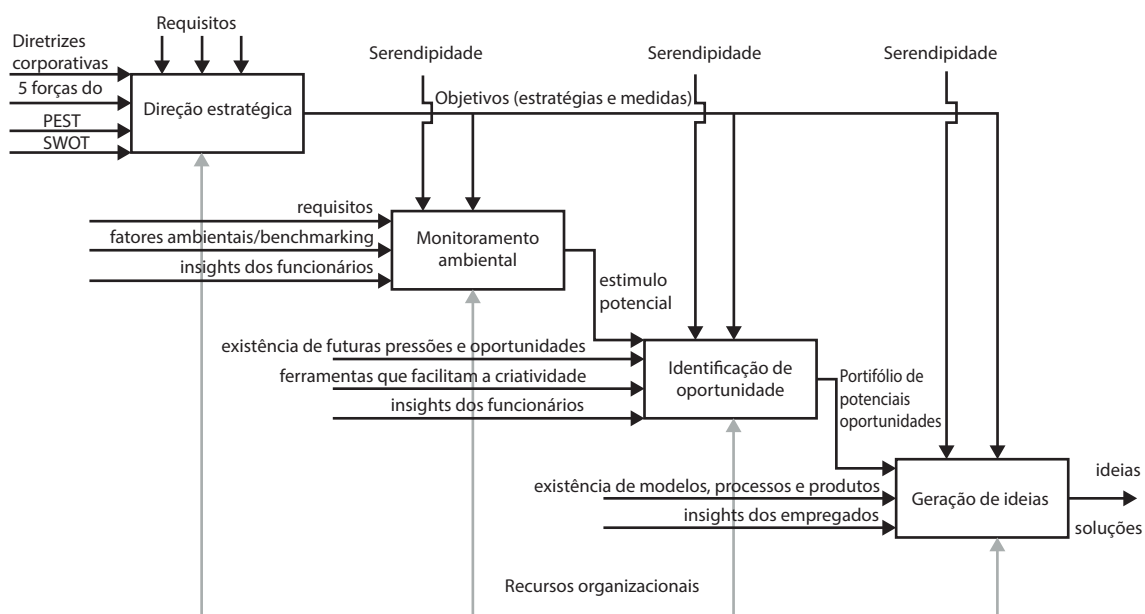 Requisitos
Diretrizes
corporativas
5 forças do
PEST
SWOT
Direção estratégica
Serendipidade
Serendipidade
Serendipidade
Objetivos (estratégias e medidas)
requisitos
fatores ambientais/benchmarking
insights dos funcionários
Monitoramento
ambiental
estimulo
potencial
existência de futuras pressões e oportunidades
ferramentas que facilitam a criatividade
insights dos funcionários
Identificação de
oportunidade
Portifólio de
potenciais
oportunidades
existência de modelos, processos e produtos
insights dos empregados
Geração de ideias
ideias
soluções
Recursos organizacionais